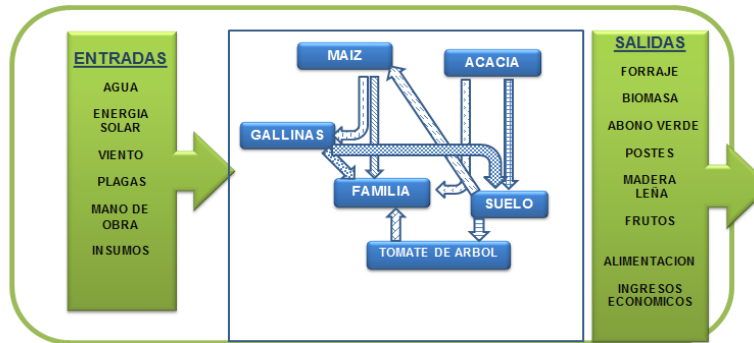 ENTRADAS
AGUA
ENERGIA
SOLAR
VIENTO
PLAGAS
MANO DE
OBRA
INSUMOS
MAIZ
ACACIA
GALLINAS
FAMILIA
SUELO
TOMATE DE ARBOL
SALIDAS
FORRAJE
BIOMASA
ABONO VERDE
POSTES
MADERA
LEÑA
FRUTOS
ALIMENTACION
INGRESOS
ECONOMICOS